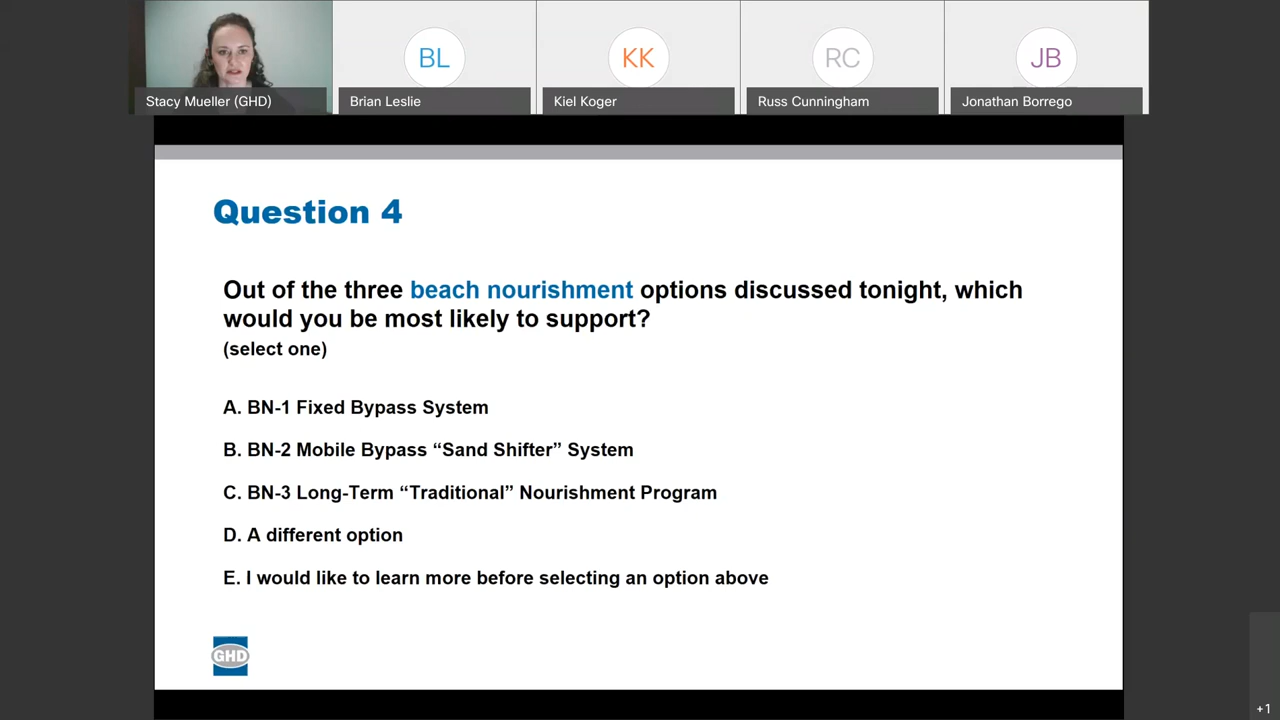 BL
KK
RC
JB
Stacy Mueller (GHD)
Brian Leslie
Kiel Koger
Russ Cunningham
Jonathan Borrego
Question 4
Out of the three beach nourishment options discussed tonight, which
would you be most likely to support?
(select one)
A. BN-1 Fixed Bypass System
B. BN-2 Mobile Bypass “Sand Shifter” System
C. BN-3 Long-Term “Traditional” Nourishment Program
D. A different option
E. I would like to learn more before selecting an option above
GHD
+1